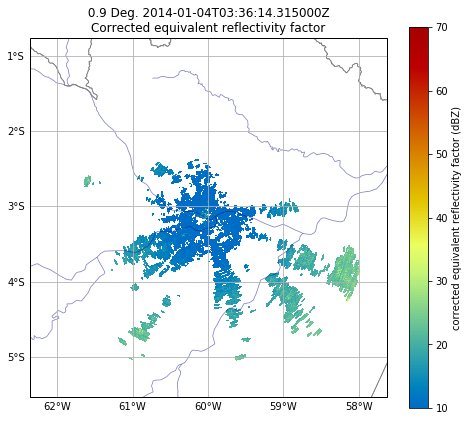 0.9 Deg. 2014-01-04T03:36:14.315000Z
Corrected equivalent reflectivity factor
1°S
2°S
3°S
4°S
5°S
62°W
61°W
60°W
59°W
58°W
70
60
50
40
30
20
10
corrected equivalent reflectivity factor (dBZ)